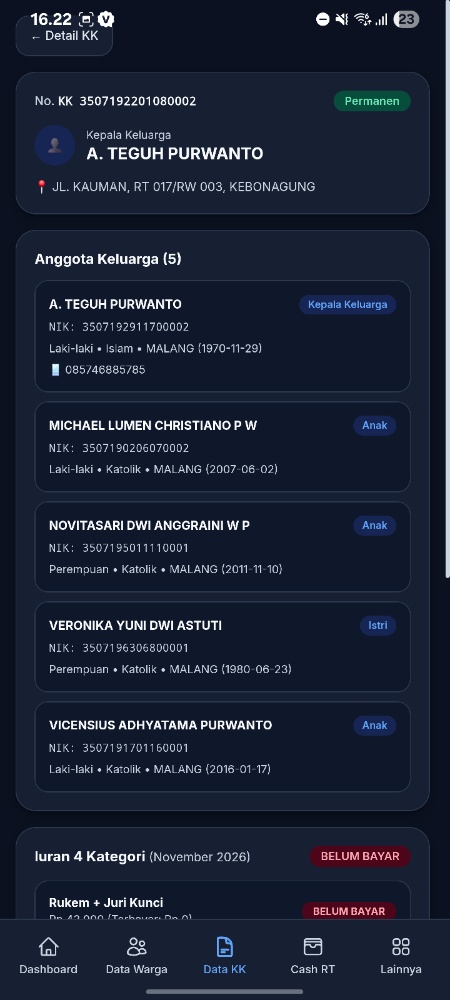 16.22
23
← Detail KK
No. KK 3507192201080002
Permanen
Kepala Keluarga
A. TEGUH PURWANTO
JL. KAUMAN, RT 017/RW 003, KEBONAGUNG
Anggota Keluarga (5)
A. TEGUH PURWANTO
Kepala Keluarga
NIK: 3507192911700002
Laki-laki • Islam • MALANG (1970-11-29)
085746885785
MICHAEL LUMEN CHRISTIANO P W
Anak
NIK: 3507190206070002
Laki-laki • Katolik • MALANG (2007-06-02)
NOVITASARI DWI ANGGRAINI W P
Anak
NIK: 3507195011110001
Perempuan • Katolik • MALANG (2011-11-10)
VERONIKA YUNI DWI ASTUTI
Istri
NIK: 3507196306800001
Perempuan • Katolik • MALANG (1980-06-23)
VICENSIUS ADHYATAMA PURWANTO
Anak
NIK: 3507191701160001
Laki-laki • Katolik • MALANG (2016-01-17)
Iuran 4 Kategori (November 2026)
BELUM BAYAR
Rukem + Juri Kunci
BELUM BAYAR
Dashboard
Data Warga
Data KK
Cash RT
Lainnya